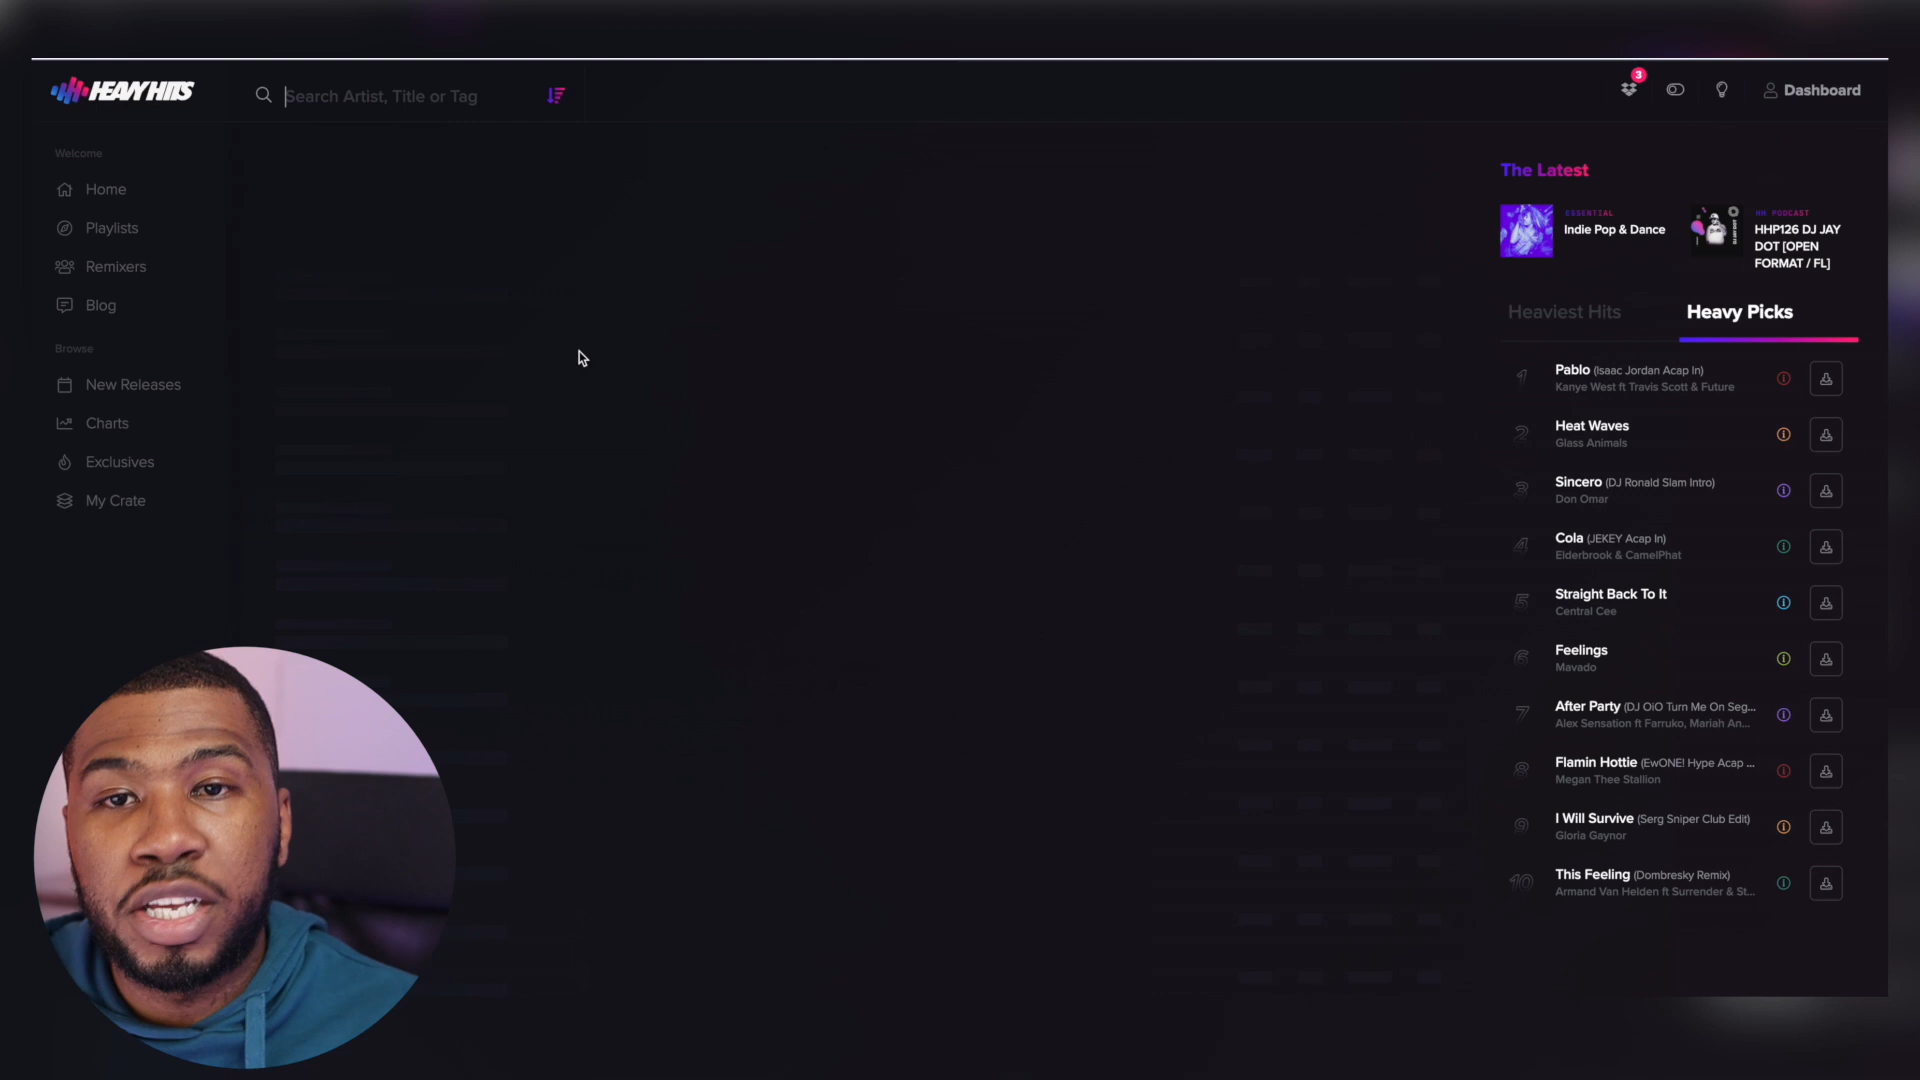 HEAVY HITS
Search Artist, Title or Tag
3
Dashboard
Welcome
Home
Playlists
Remixers
Blog
Browse
New Releases
Charts
Exclusives
My Crate
The Latest
ESSENTIAL
Indie Pop & Dance
HH PODCAST
HHP126 DJ JAY
DOT [OPEN
FORMAT / FL]
Heaviest Hits
Heavy Picks
1
Pablo (Isaac Jordan Acap In)
Kanye West ft Travis Scott & Future
2
Heat Waves
Glass Animals
3
Sincero (DJ Ronald Slam Intro)
Don Omar
4
Cola (JEKEY Acap In)
Elderbrook & CamelPhat
5
Straight Back To It
Central Cee
6
Feelings
Mavado
7
After Party (DJ OiO Turn Me On Seg...
Alex Sensation ft Farruko, Mariah An...
8
Flamin Hottie (EwONE! Hype Acap ...
Megan Thee Stallion
9
I Will Survive (Serg Sniper Club Edit)
Gloria Gaynor
10
This Feeling (Dombresky Remix)
Armand Van Helden ft Surrender & St...